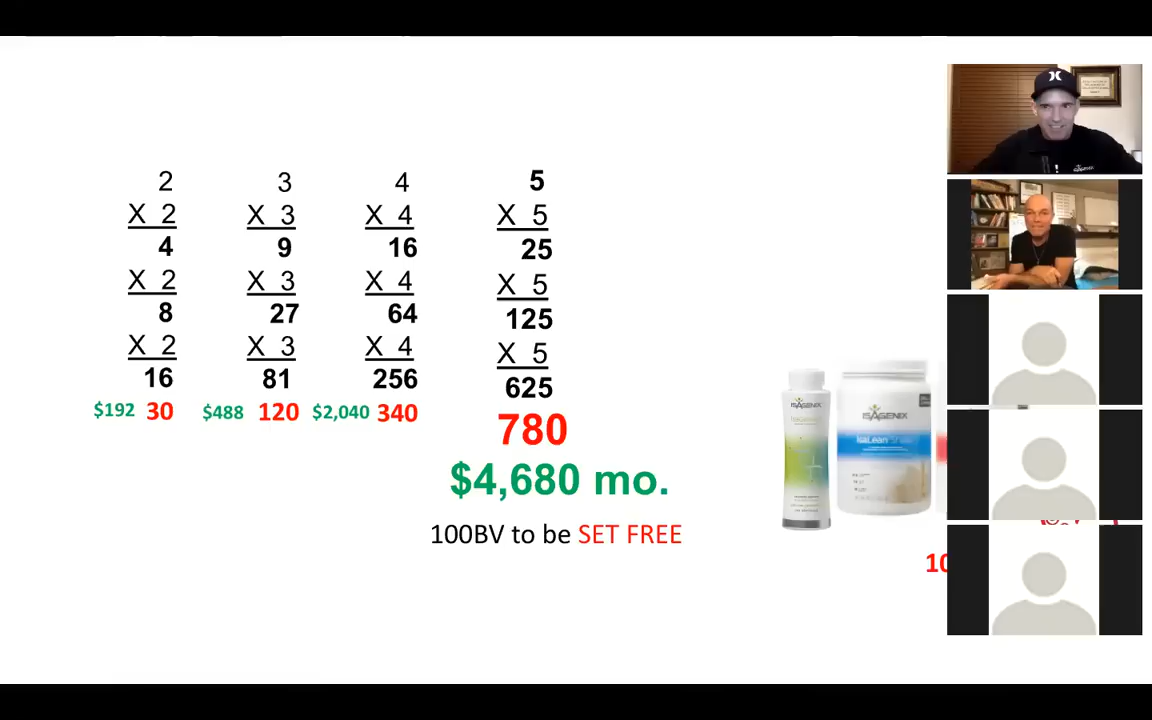 2
X 2
4
X 2
8
X 2
16
$192 30
3
X 3
9
X 3
27
X 3
81
$488 120
4
X 4
16
X 4
64
X 4
256
$2,040 340
5
X 5
25
X 5
125
X 5
625
780
$4,680 mo.
100BV to be SET FREE
ISAGENIX
ISAGENIX
IsaLean Shake
10